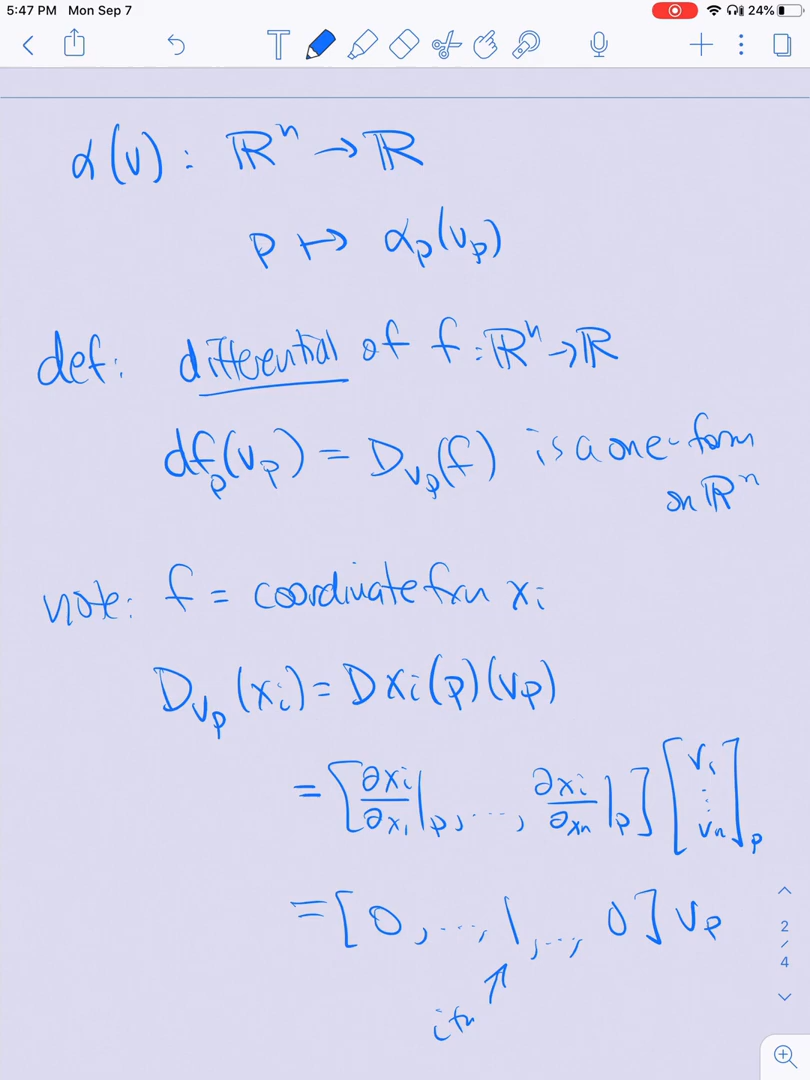 5:47 PM Mon Sep 7
24%
T
α(v): ℝⁿ → ℝ
p ↦ αₚ(vₚ)
def: differential of f: ℝⁿ → ℝ
dfₚ(vₚ) = D_{vₚ}(f) is a one-form
on ℝⁿ
note: f = coordinate fxn xᵢ
D_{vₚ}(xᵢ) = Dxᵢ(p)(vₚ)
= [∂xᵢ/∂x₁|ₚ, ..., ∂xᵢ/∂xₙ|ₚ] [v₁ ⋮ vₙ]ₚ
= [0, ..., 1, ..., 0] vₚ
ith
2
/
4